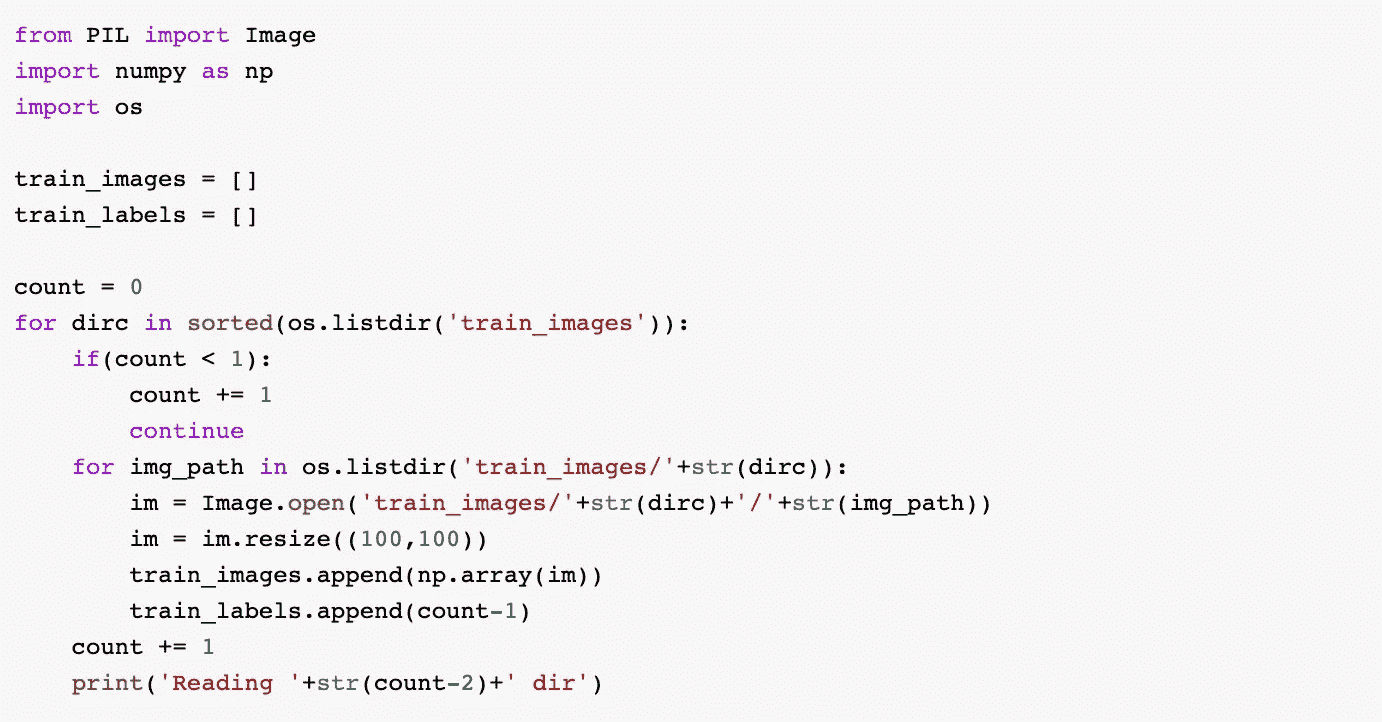 from PIL import Image
import numpy as np
import os

train_images = []
train_labels = []

count = 0
for dirc in sorted(os.listdir('train_images')):
    if(count < 1):
        count += 1
        continue
    for img_path in os.listdir('train_images/'+str(dirc)):
        im = Image.open('train_images/'+str(dirc)+'/'+str(img_path))
        im = im.resize((100,100))
        train_images.append(np.array(im))
        train_labels.append(count-1)
    count += 1
    print('Reading '+str(count-2)+' dir')